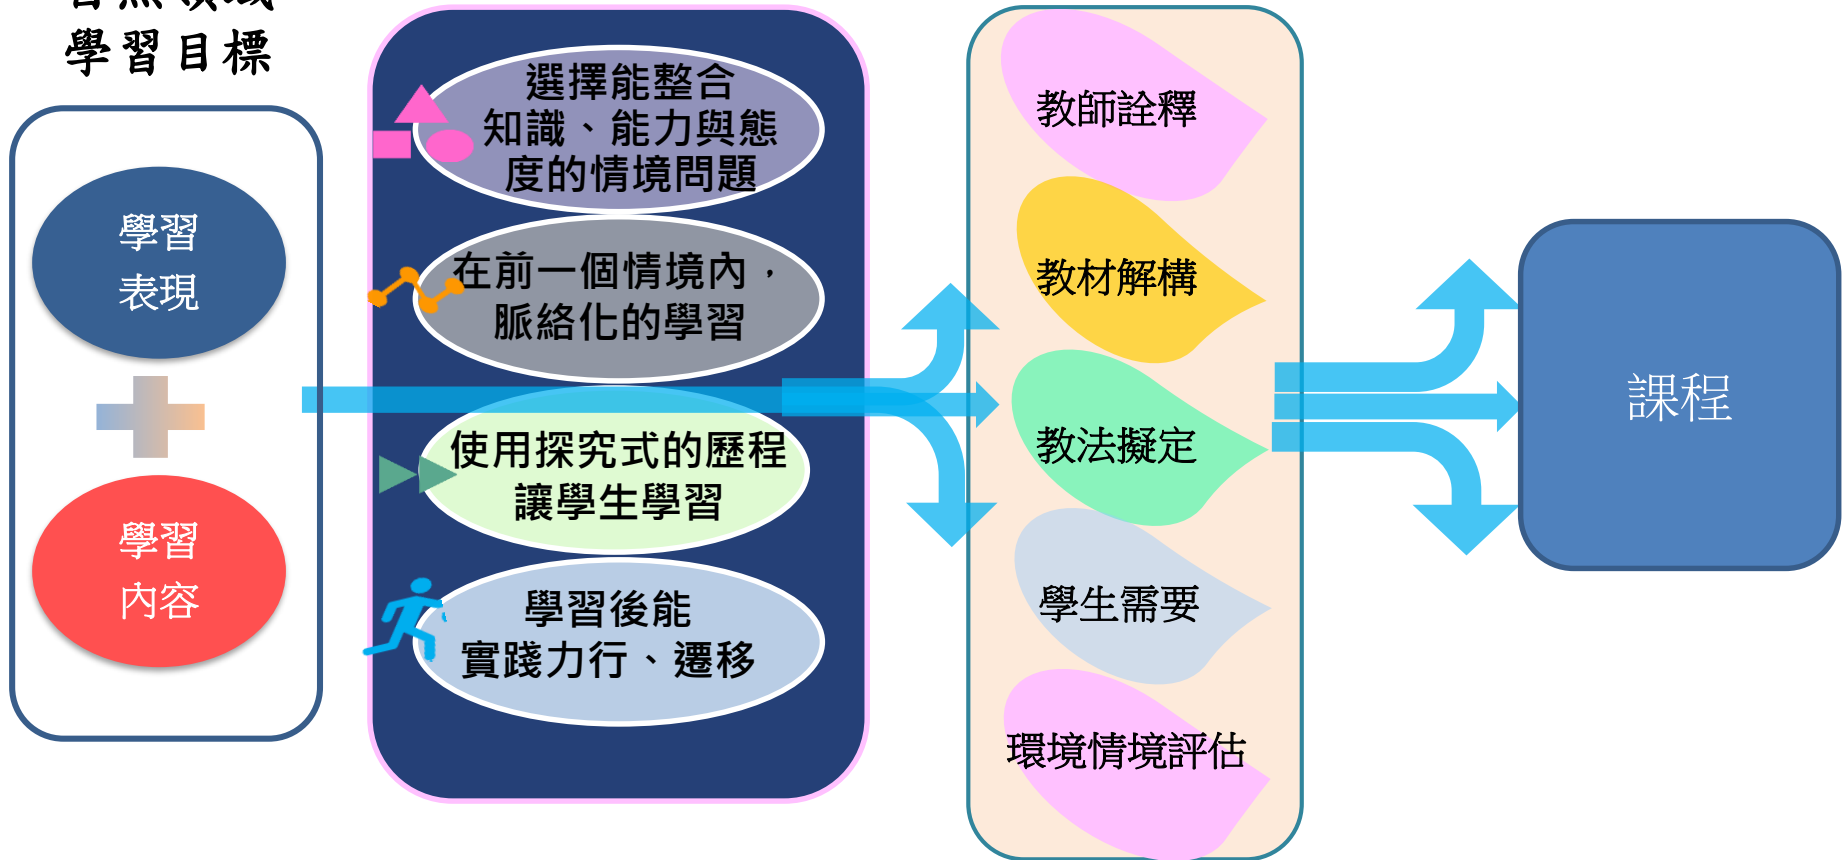 學習目標
學習
表現
學習
內容
選擇能整合
知識、能力與態
度的情境問題
在前一個情境內，
脈絡化的學習
使用探究式的歷程
讓學生學習
學習後能
實踐力行、遷移
教師詮釋
教材解構
教法擬定
學生需要
環境情境評估
課程